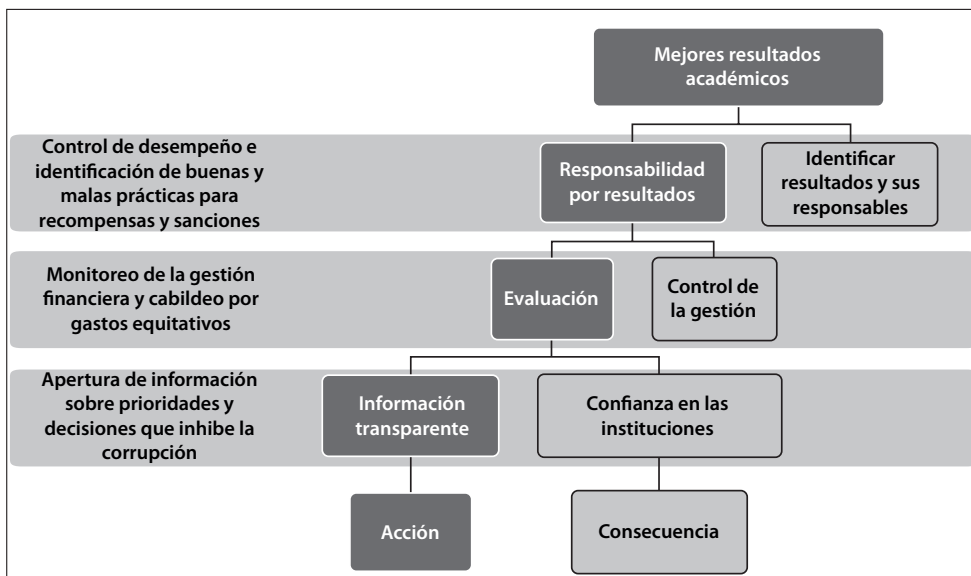 Mejores resultados
académicos
Control de desempeño e
identificación de buenas y
malas prácticas para
recompensas y sanciones
Responsabilidad
por resultados
Identificar
resultados y sus
responsables
Monitoreo de la gestión
financiera y cabildeo por
gastos equitativos
Evaluación
Control de
la gestión
Apertura de información
sobre prioridades y
decisiones que inhibe la
corrupción
Información
transparente
Confianza en las
instituciones
Acción
Consecuencia